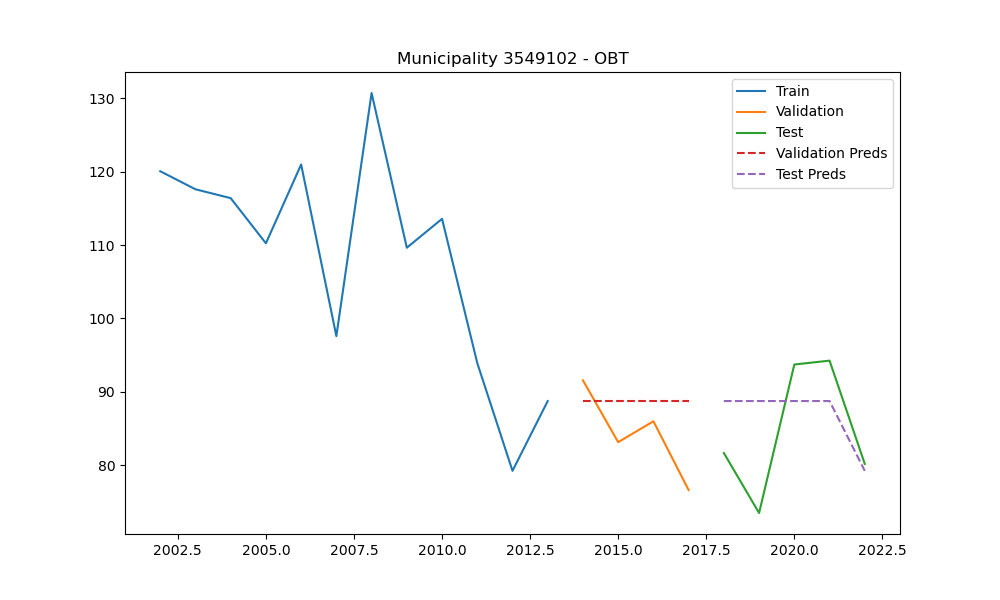 Municipality 3549102 - OBT
Train
Validation
Test
Validation Preds
Test Preds
130
120
110
100
90
80
2002.5 2005.0 2007.5 2010.0 2012.5 2015.0 2017.5 2020.0 2022.5